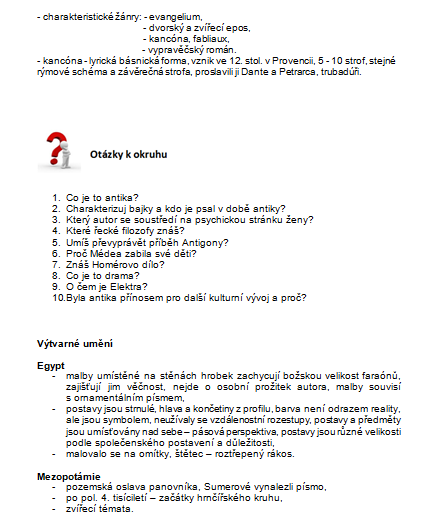 - charakteristické žánry: - evangelium,
- dvorský a zvířecí epos,
- kancóna, fabliaux,
- vypravěčský román.
- kancóna - lyrická básnická forma, vznik ve 12. stol. v Provencii, 5 - 10 strof, stejné
rýmové schéma a závěrečná strofa, proslavili ji Dante a Petrarca, trubadúři.
Otázky k okruhu
1. Co je to antika?
2. Charakterizuj bajky a kdo je psal v době antiky?
3. Který autor se soustředí na psychickou stránku ženy?
4. Které řecké filozofy znáš?
5. Umíš převyprávět příběh Antigony?
6. Proč Médea zabila své děti?
7. Znáš Homérovo dílo?
8. Co je to drama?
9. O čem je Elektra?
10.Byla antika přínosem pro další kulturní vývoj a proč?
Výtvarné umění
Egypt
- malby umístěné na stěnách hrobek zachycují božskou velikost faraónů,
zajišťují jim věčnost, nejde o osobní prožitek autora, malby souvisí
s ornamentálním písmem,
- postavy jsou strnulé, hlava a končetiny z profilu, barva není odrazem reality,
ale jsou symbolem, neužívaly se vzdálenostní rozestupy, postavy a předměty
jsou umísťovány nad sebe – pásová perspektiva, postavy jsou různé velikosti
podle společenského postavení a důležitosti,
- malovalo se na omítky, štětec – roztřepený rákos.
Mezopotámie
- pozemská oslava panovníka, Sumerové vynalezli písmo,
- po pol. 4. tisíciletí – začátky hrnčířského kruhu,
- zvířecí témata.